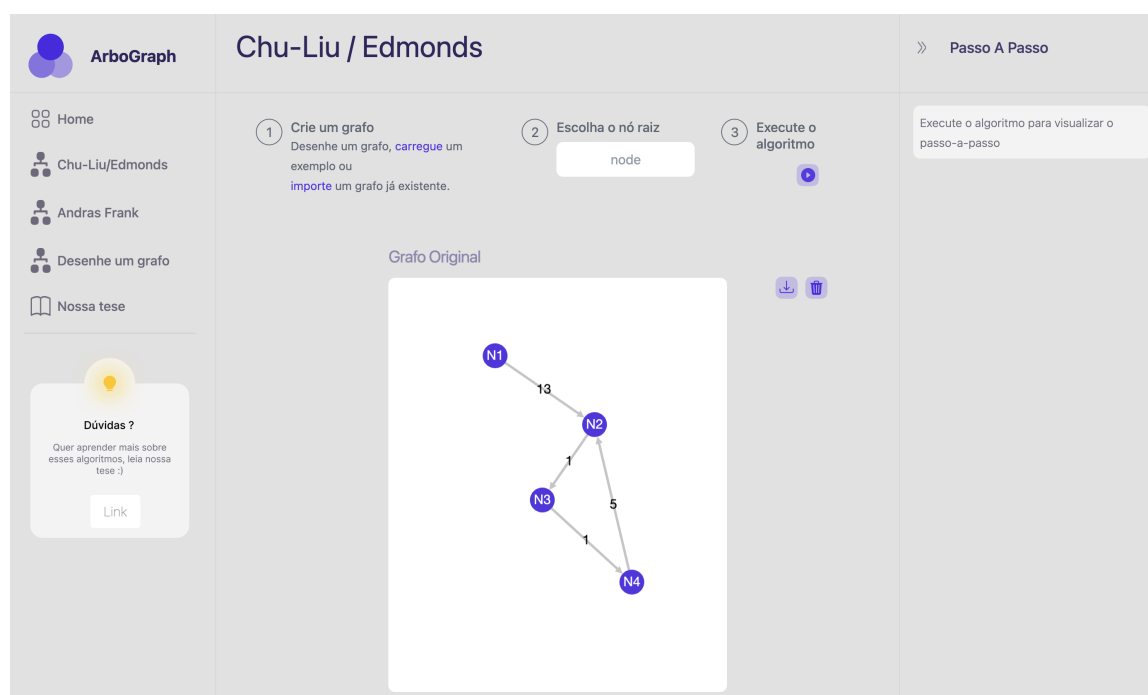 ArboGraph
Home
Chu-Liu/Edmonds
Andras Frank
Desenhe um grafo
Nossa tese
Dúvidas ?
Quer aprender mais sobre
esses algoritmos, leia nossa
tese :)
Link
Chu-Liu / Edmonds
1
Crie um grafo
Desenhe um grafo, carregue um
exemplo ou
importe um grafo já existente.
2
Escolha o nó raiz
node
3
Execute o
algoritmo
Grafo Original
N1
13
N2
1
N3
5
1
N4
Passo A Passo
Execute o algoritmo para visualizar o
passo-a-passo